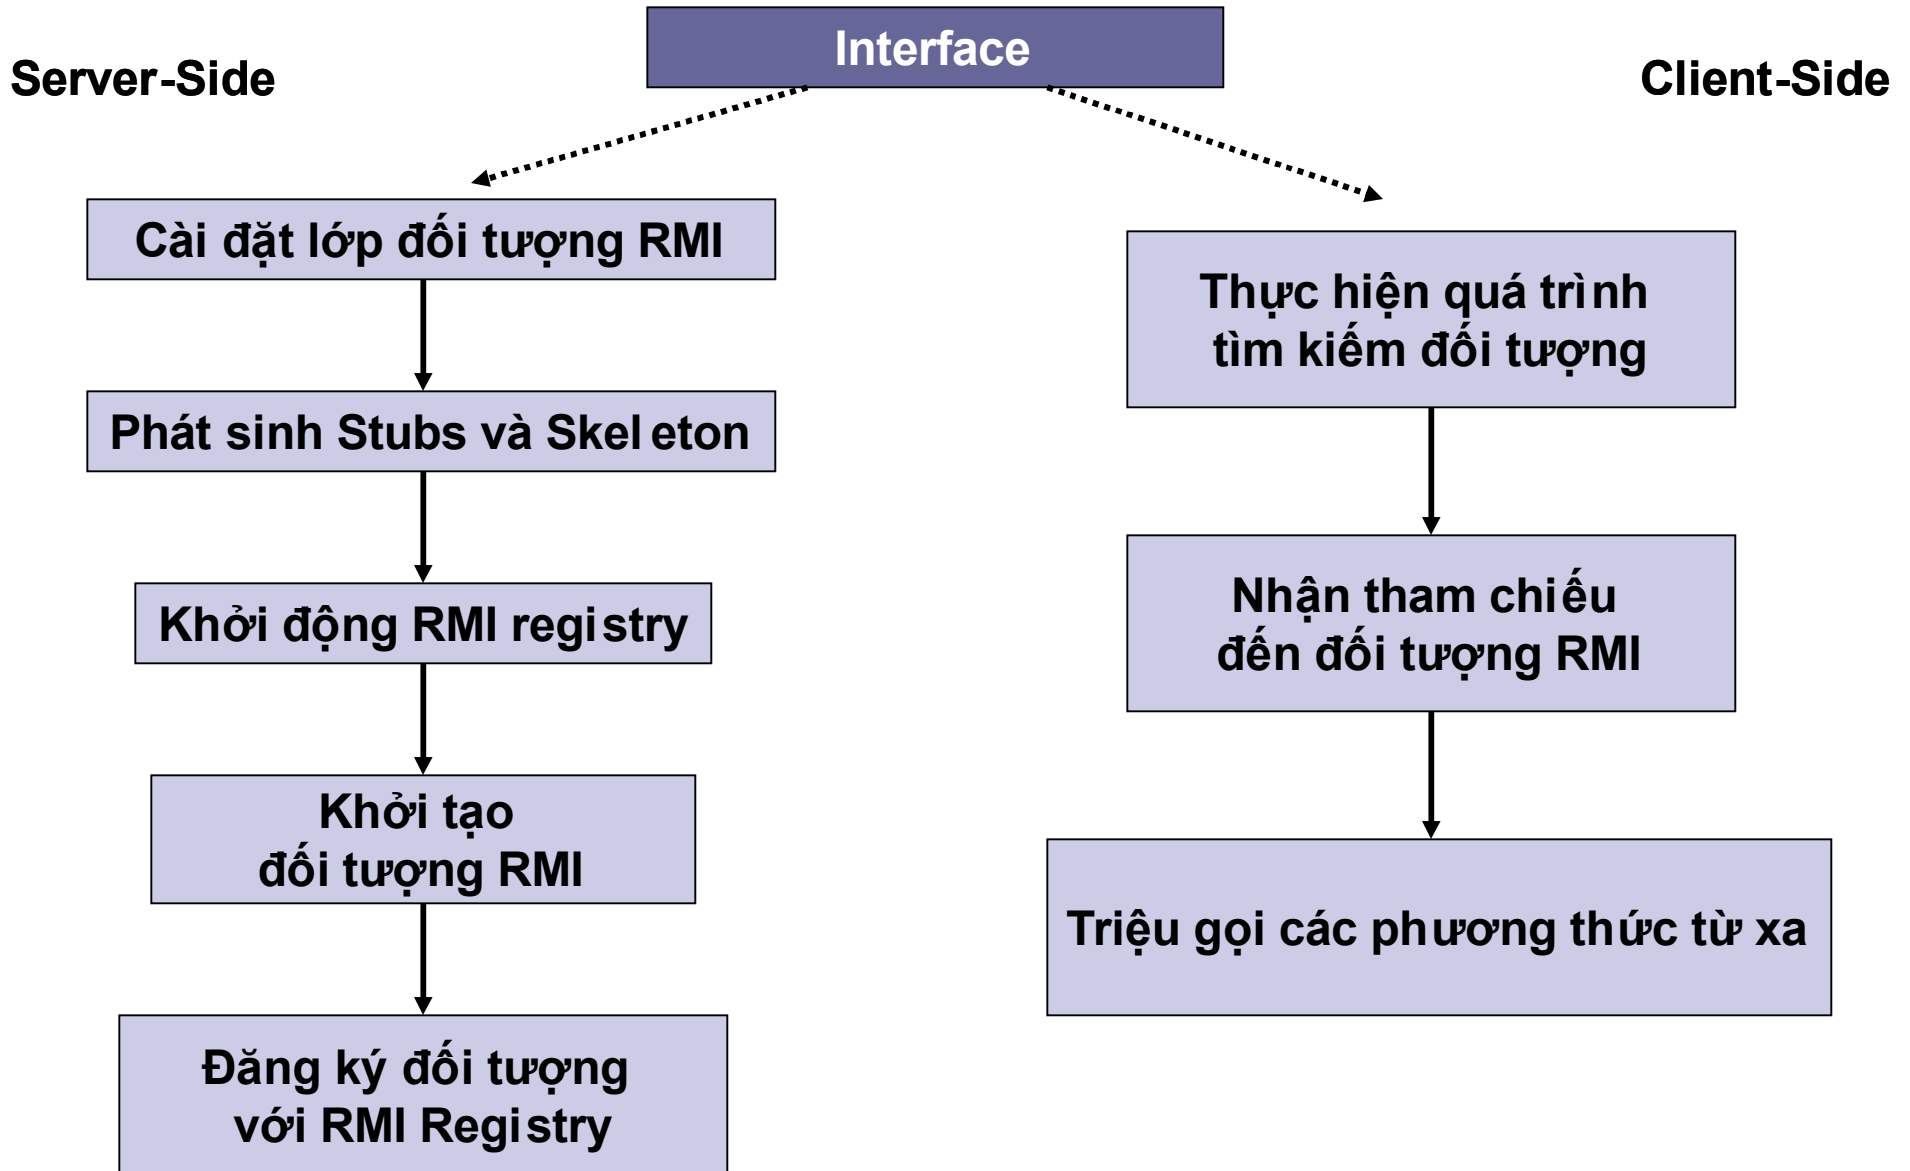 Interface
Server-Side
Client-Side
Cài đặt lớp đối tượng RMI
Phát sinh Stubs và Skeleton
Khởi động RMI registry
Khởi tạo
đối tượng RMI
Đăng ký đối tượng
với RMI Registry
Thực hiện quá trình
tìm kiếm đối tượng
Nhận tham chiếu
đến đối tượng RMI
Triệu gọi các phương thức từ xa